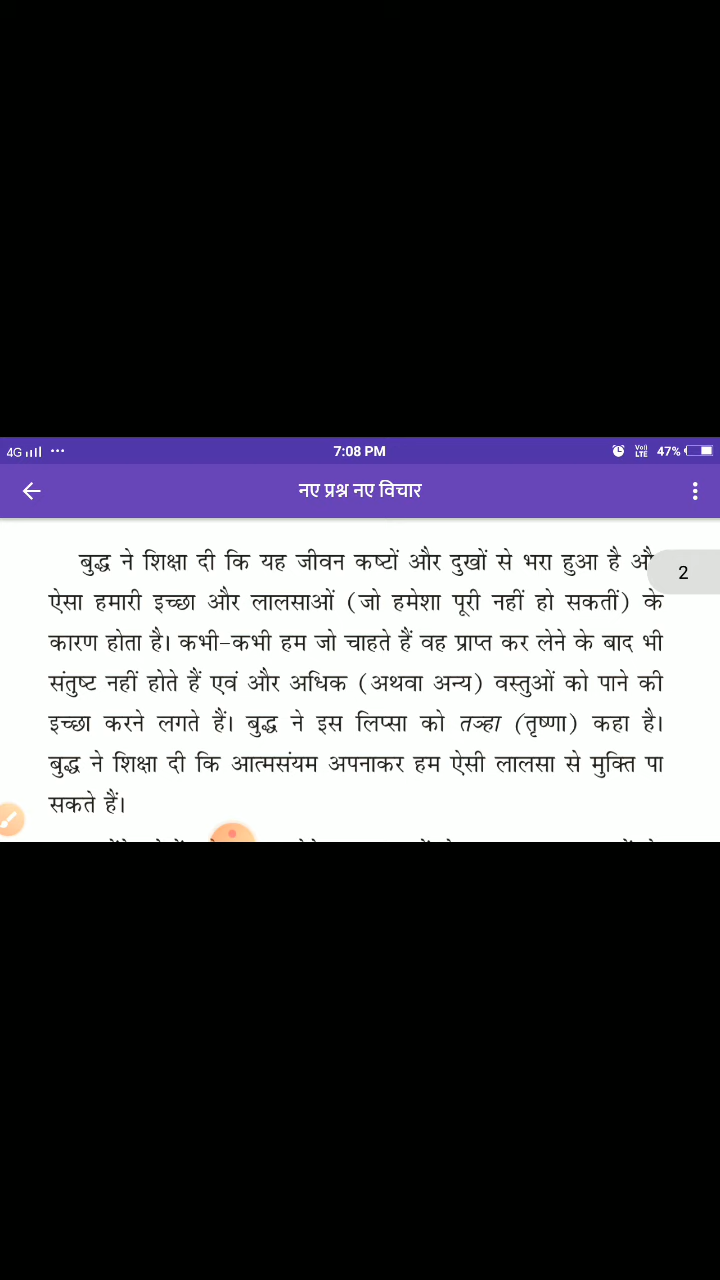 4G ...
7:08 PM
VoLTE 47%
नए प्रश्न नए विचार
2
बुद्ध ने शिक्षा दी कि यह जीवन कष्टों और दुखों से भरा हुआ है औ
ऐसा हमारी इच्छा और लालसाओं (जो हमेशा पूरी नहीं हो सकतीं) के
कारण होता है। कभी-कभी हम जो चाहते हैं वह प्राप्त कर लेने के बाद भी
संतुष्ट नहीं होते हैं एवं और अधिक (अथवा अन्य) वस्तुओं को पाने की
इच्छा करने लगते हैं। बुद्ध ने इस लिप्सा को तञ्हा (तृष्णा) कहा है।
बुद्ध ने शिक्षा दी कि आत्मसंयम अपनाकर हम ऐसी लालसा से मुक्ति पा
सकते हैं।